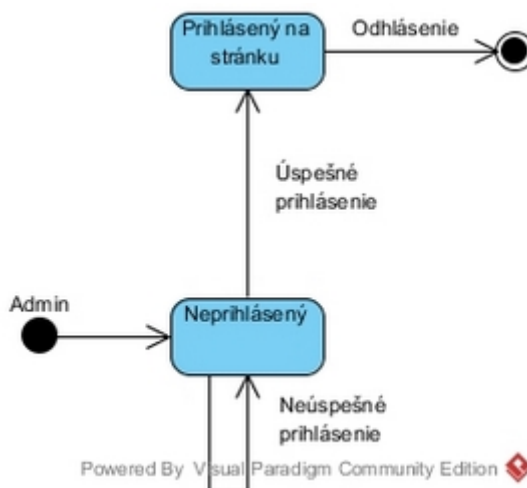 Prihlásený na
stránku
Odhlásenie
Úspešné
prihlásenie
Admin
Neprihlásený
Neúspešné
prihlásenie
Powered By Visual Paradigm Community Edition